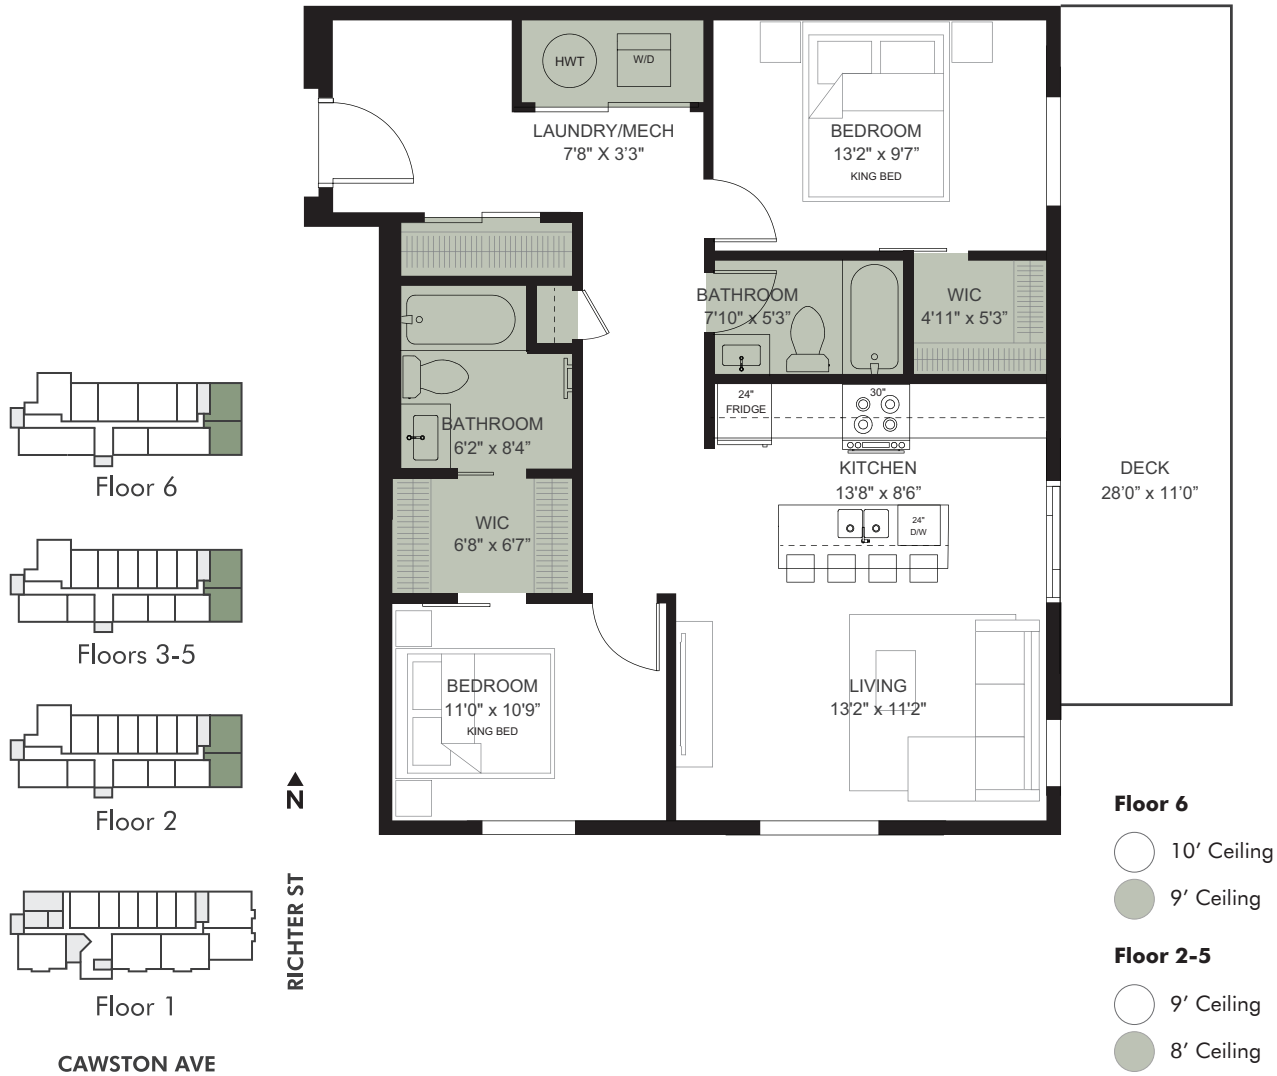 HWT
W/D
LAUNDRY/MECH
7'8" X 3'3"
BEDROOM
13'2" x 9'7"
KING BED
BATHROOM
7'10" x 5'3"
WIC
4'11" x 5'3"
24"
FRIDGE
30"
BATHROOM
6'2" x 8'4"
KITCHEN
13'8" x 8'6"
24"
D/W
DECK
28'0" x 11'0"
WIC
6'8" x 6'7"
BEDROOM
11'0" x 10'9"
KING BED
LIVING
13'2" x 11'2"
Floor 6
Floors 3-5
Floor 2
Floor 1
N
RICHTER ST
CAWSTON AVE
Floor 6
10' Ceiling
9' Ceiling
Floor 2-5
9' Ceiling
8' Ceiling